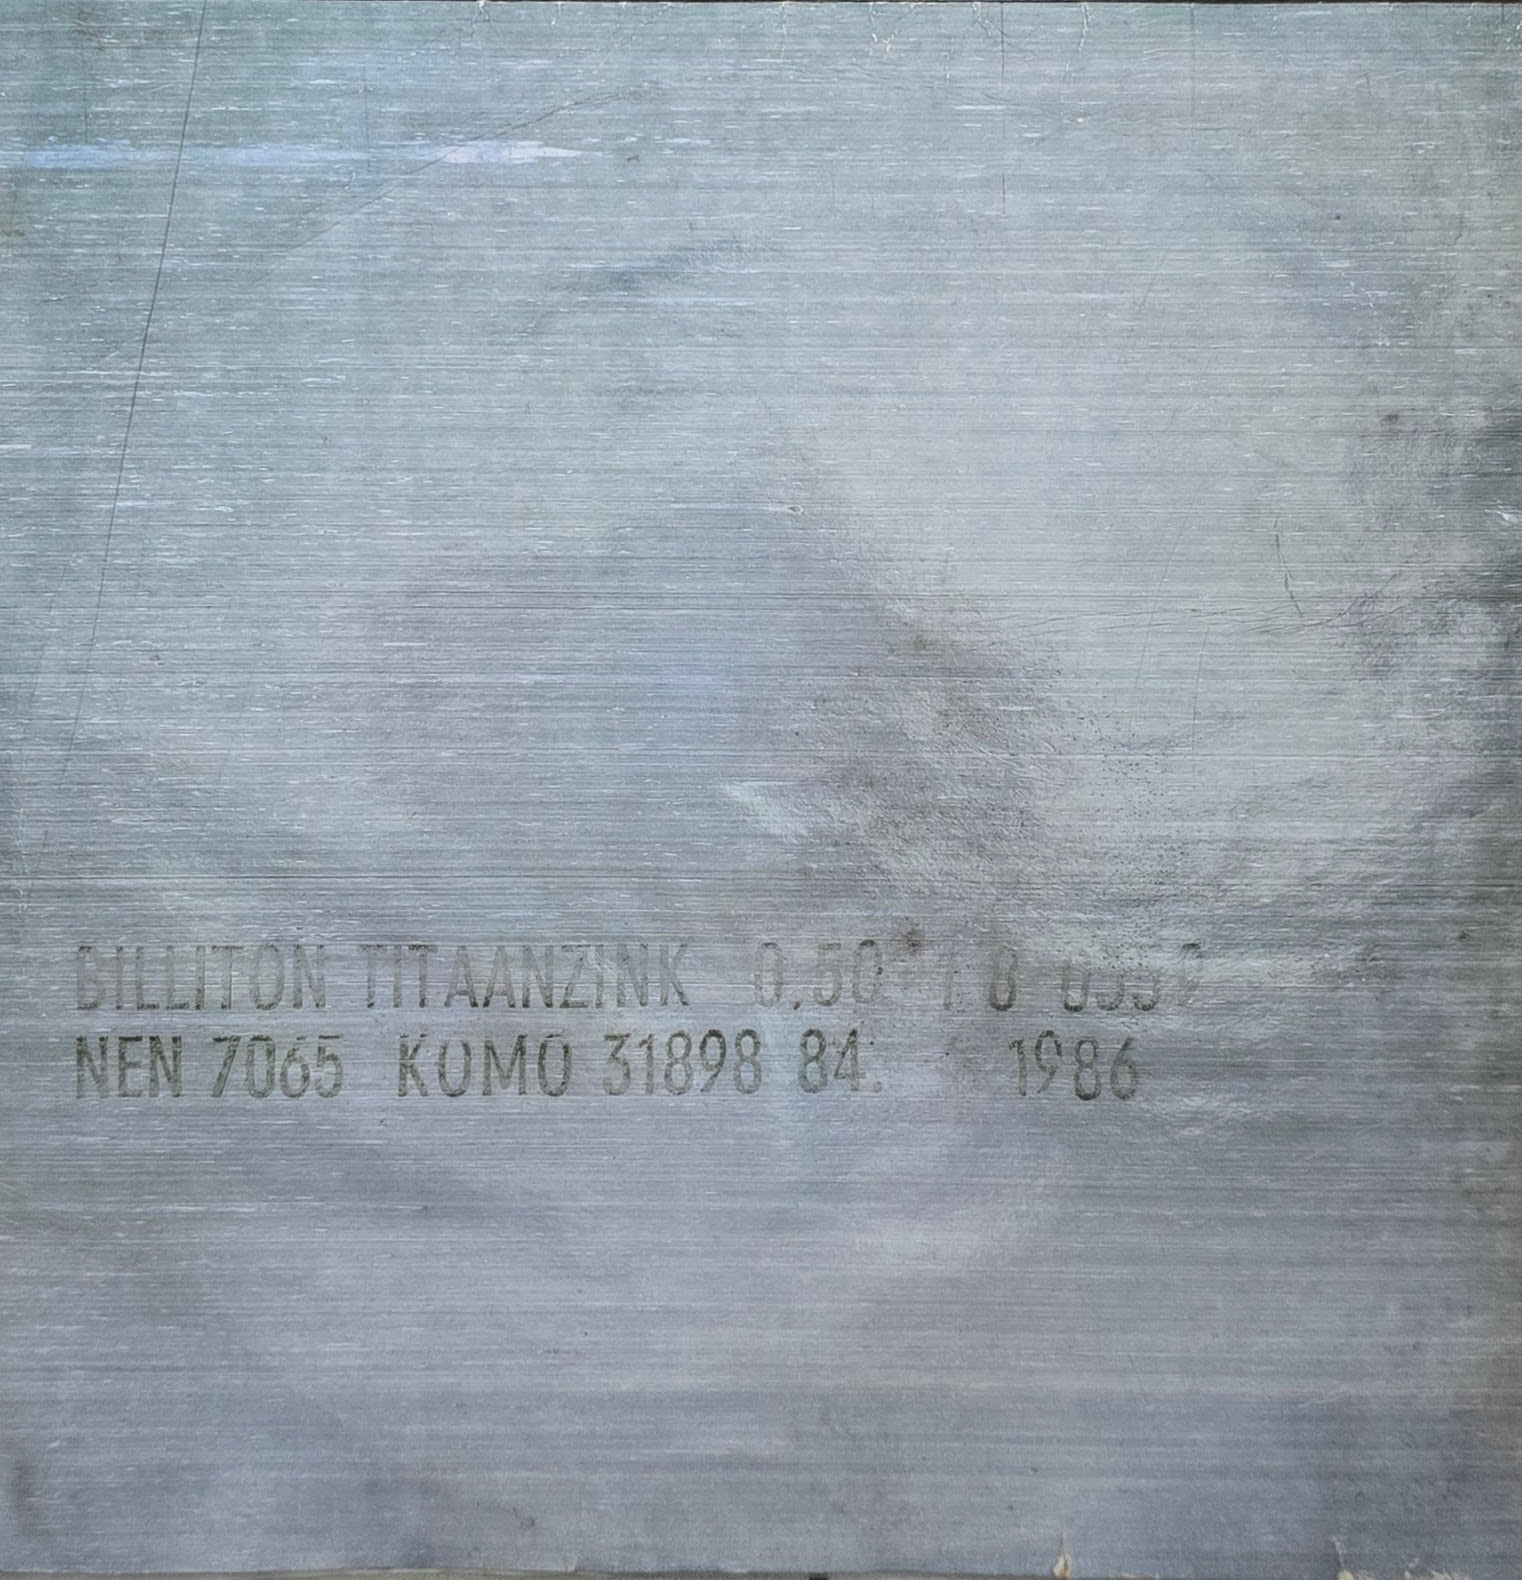 BILLITON TITAANZINK 0,50
NEN 7065 KOMO 31898 84. 1986